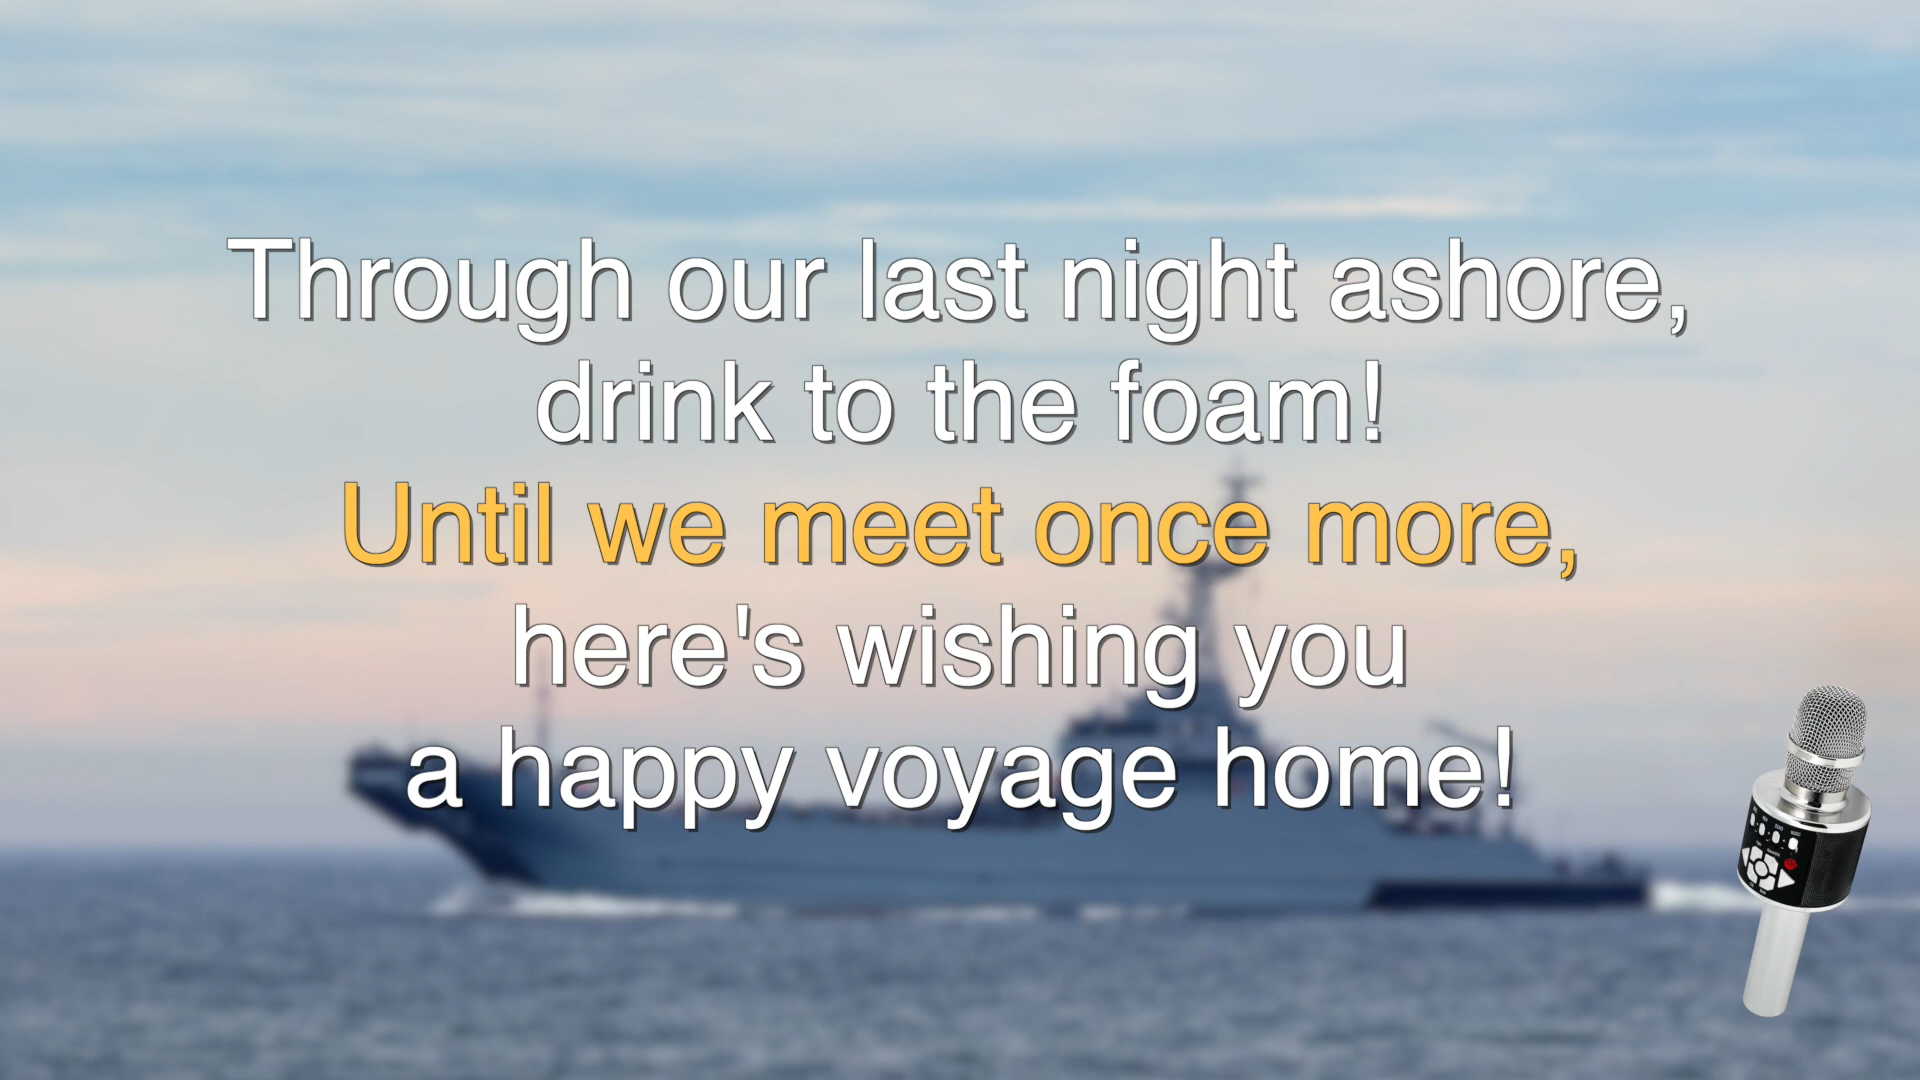 Through our last night ashore,
drink to the foam!
Until we meet once more,
here's wishing you
a happy voyage home!